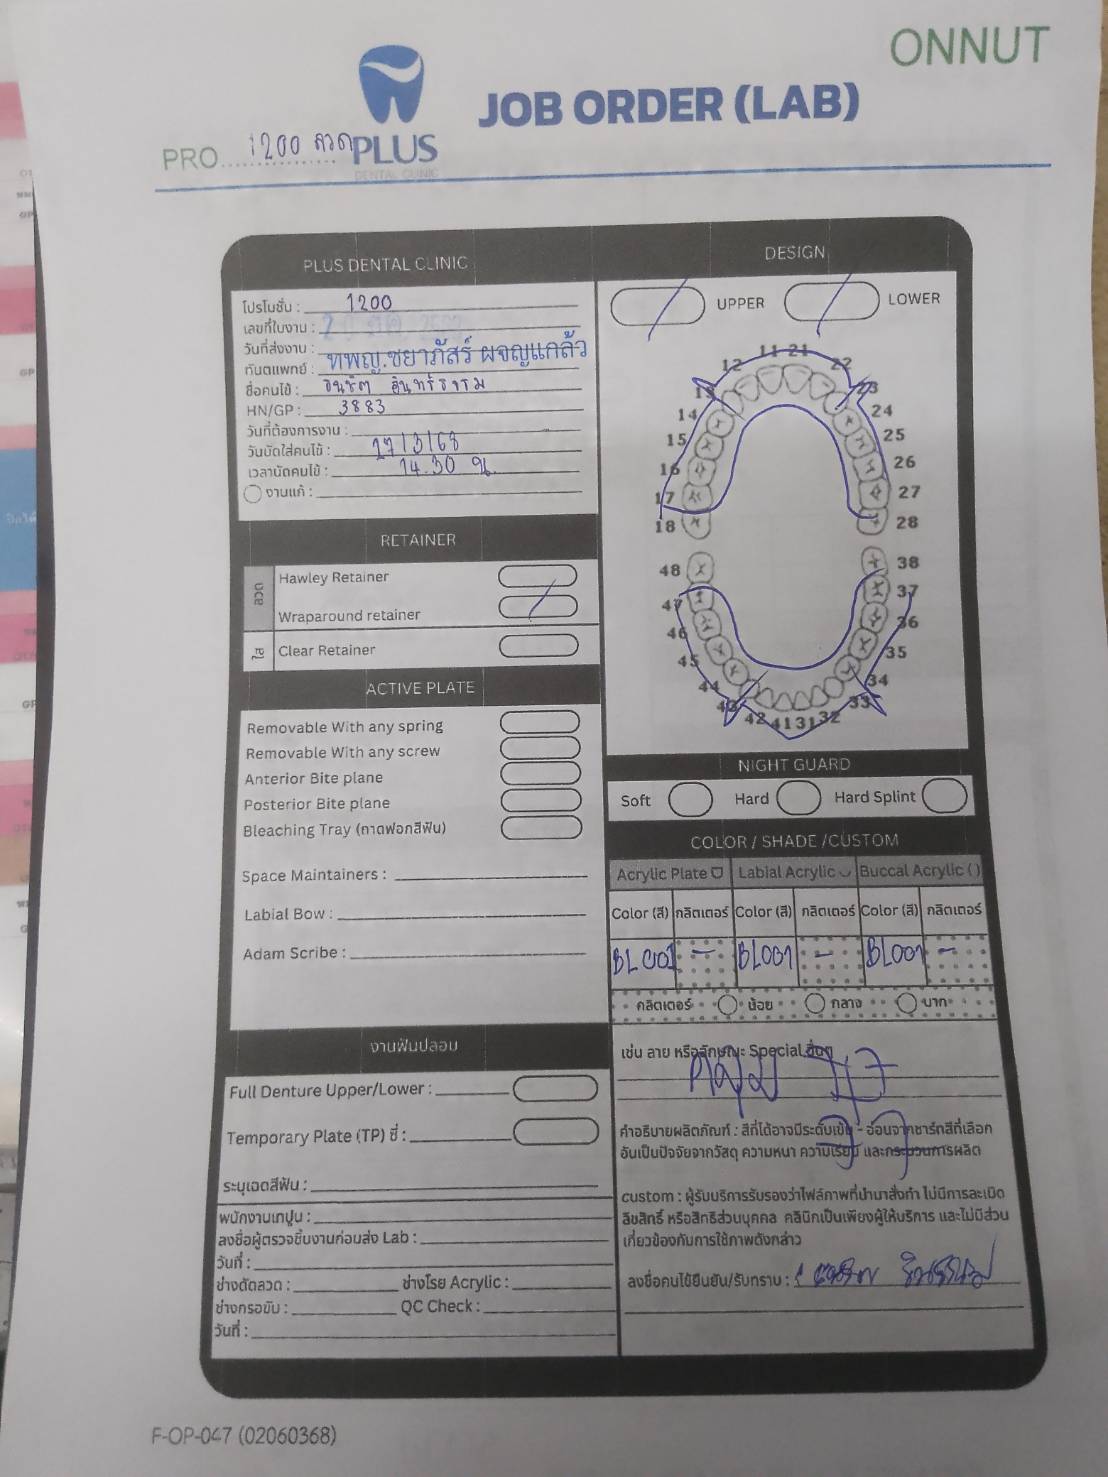 ONNUT
JOB ORDER (LAB)
PRO 1200 ลวด PLUS
DENTAL CLINIC
PLUS DENTAL CLINIC
โปรโมชั่น : 1200
เลขที่ใบงาน :
วันที่ส่งงาน :
ทันตแพทย์ : ทพญ.ชยาภัสร์ ผจญแกล้ว
ชื่อคนไข้ :
HN/GP : 3883
วันที่ต้องการงาน :
วันนัดใส่คนไข้ :
เวลานัดคนไข้ : 14.30 น.
งานแก้ :
DESIGN
UPPER
LOWER
11 21
12 22
13 23
14 24
15 25
16 26
17 27
18 28
48 38
47 37
46 36
45 35
44 34
43 33
42 41 31 32
RETAINER
ลวด
Hawley Retainer
Wraparound retainer
ใส
Clear Retainer
ACTIVE PLATE
Removable With any spring
Removable With any screw
Anterior Bite plane
Posterior Bite plane
Bleaching Tray (ถาดฟอกสีฟัน)
Space Maintainers :
Labial Bow :
Adam Scribe :
NIGHT GUARD
Soft
Hard
Hard Splint
COLOR / SHADE /CUSTOM
Acrylic Plate
Labial Acrylic
Buccal Acrylic ( )
Color (สี) กลิตเตอร์ Color (สี) กลิตเตอร์ Color (สี) กลิตเตอร์
BL001 - BL001 - BL001 -
กลิตเตอร์ น้อย กลาง มาก
เช่น ลาย หรือลักษณะ Special อื่นๆ
คำอธิบายผลิตภัณฑ์ : สีที่ได้อาจมีระดับเข้ม - อ่อนจากชาร์ทสีที่เลือก
อันเป็นปัจจัยจากวัสดุ ความหนา ความเรียบ และกระบวนการผลิต
custom : ผู้รับบริการรับรองว่าไฟล์ภาพที่นำมาสั่งทำ ไม่มีการละเมิด
ลิขสิทธิ์ หรือสิทธิส่วนบุคคล คลินิกเป็นเพียงผู้ให้บริการ และไม่มีส่วน
เกี่ยวข้องกับการใช้ภาพดังกล่าว
ลงชื่อคนไข้ยืนยัน/รับทราบ :
งานฟันปลอม
Full Denture Upper/Lower :
Temporary Plate (TP) ซี่ :
ระบุเฉดสีฟัน :
พนักงานเทปูน :
ลงชื่อผู้ตรวจชิ้นงานก่อนส่ง Lab :
วันที่ :
ช่างดัดลวด : ช่างโรย Acrylic :
ช่างกรอขัด : QC Check :
วันที่ :
F-OP-047 (02060368)